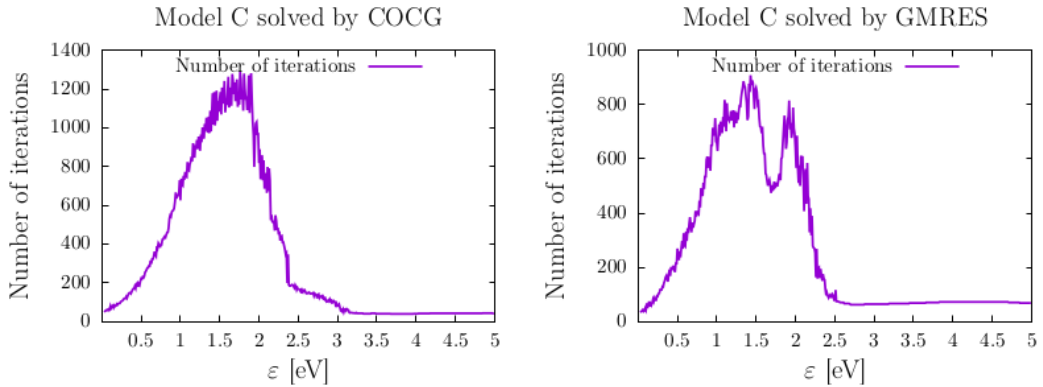 Model C solved by COCG
Number of iterations
1400
1200
1000
800
600
400
200
0
0.5 1 1.5 2 2.5 3 3.5 4 4.5 5
ε [eV]
Number of iterations
Model C solved by GMRES
Number of iterations
1000
800
600
400
200
0
0.5 1 1.5 2 2.5 3 3.5 4 4.5 5
ε [eV]
Number of iterations